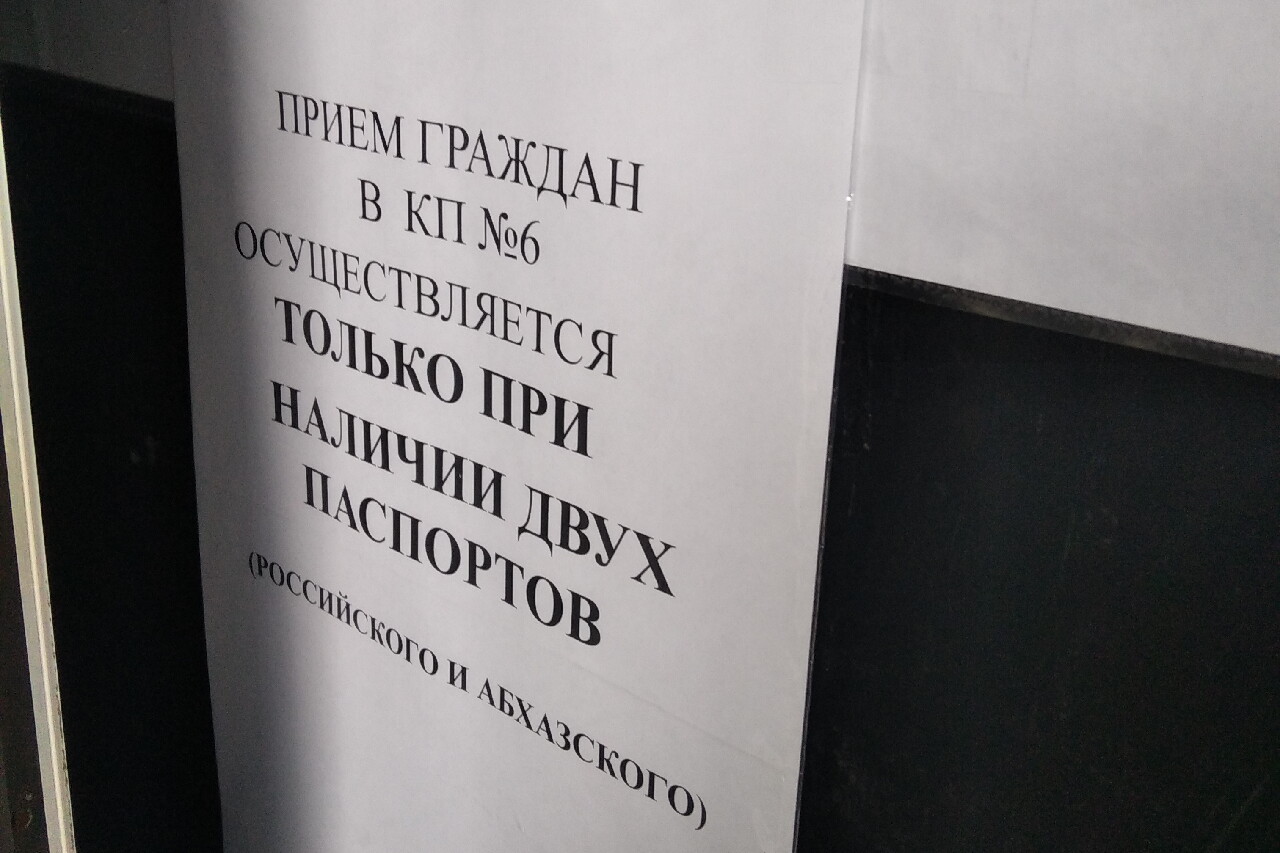 ПРИЕМ ГРАЖДАН
В КП №6
ОСУЩЕСТВЛЯЕТСЯ
ТОЛЬКО ПРИ
НАЛИЧИИ ДВУХ
ПАСПОРТОВ
(РОССИЙСКОГО И АБХАЗСКОГО)